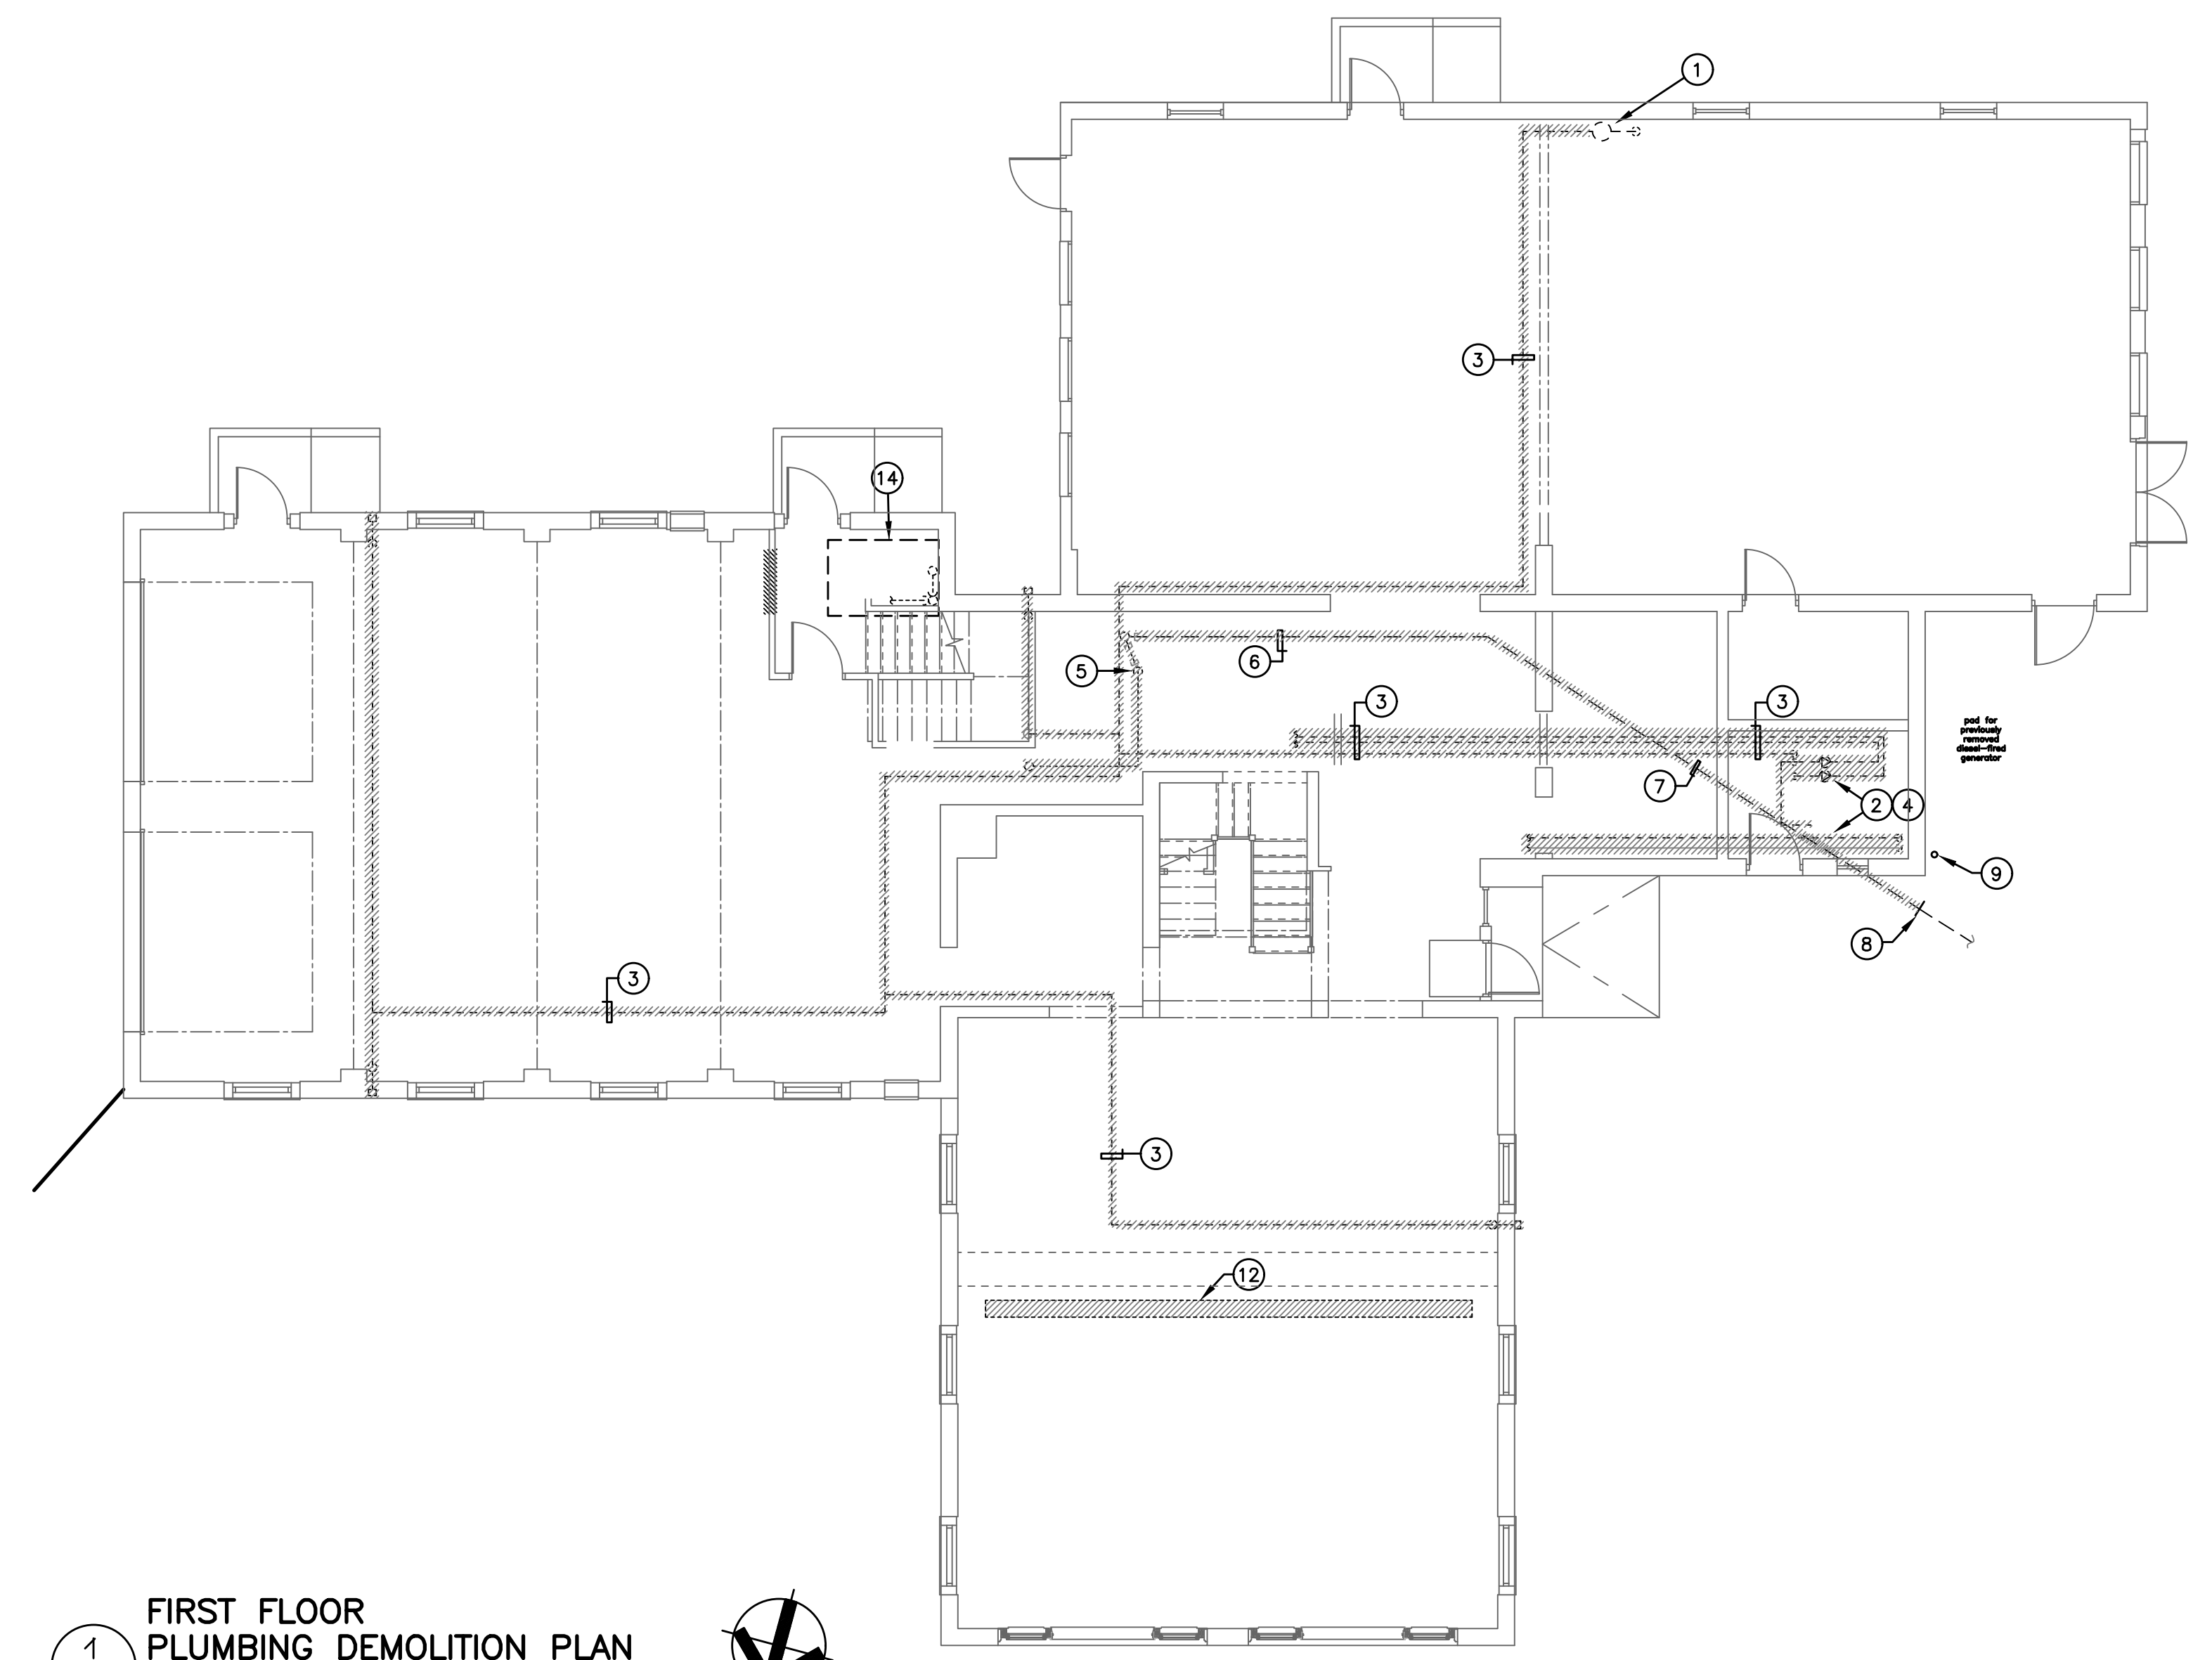 1
3
14
5
6
3
3
pad for
previously
removed
diesel-fired
generator
7
2 4
9
8
3
3
12
FIRST FLOOR
1
PLUMBING DEMOLITION PLAN